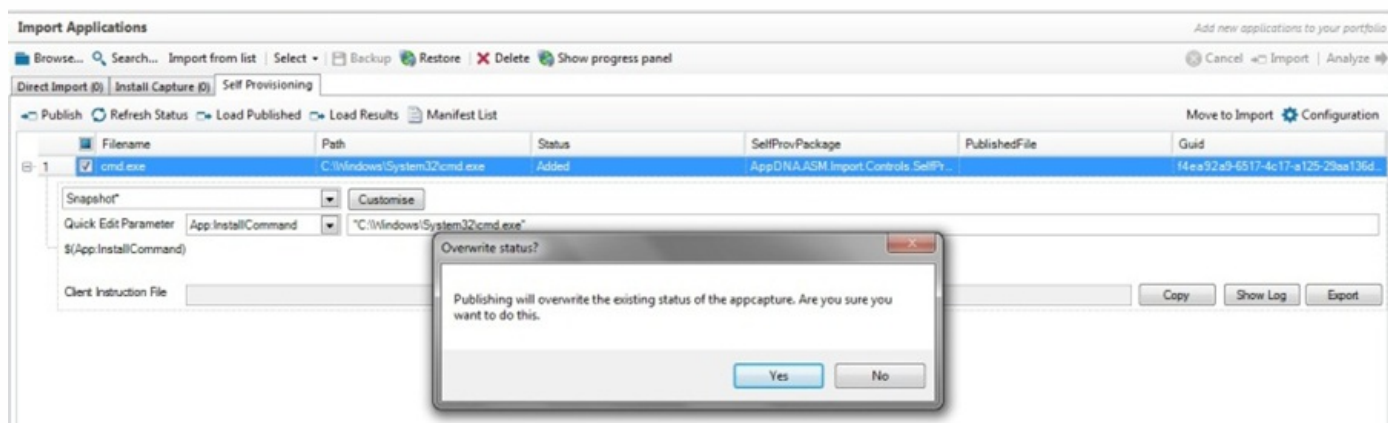 Import Applications
Add new applications to your portfolio
Browse... Search... Import from list Select Backup Restore Delete Show progress panel
Cancel Import Analyze
Direct Import (0) Install Capture (0) Self Provisioning
Publish Refresh Status Load Published Load Results Manifest List
Move to Import Configuration
Filename Path Status SelfProvPackage PublishedFile Guid
1 cmd.exe C:\Windows\System32\cmd.exe Added AppDNA.ASM.Import.Controls.SelfPr... f4ea92a9-6517-4c17-a125-29aa136d...
Snapshot* Customise
Quick Edit Parameter App:InstallCommand "C:\Windows\System32\cmd.exe"
$(App:InstallCommand)
Overwrite status?
Publishing will overwrite the existing status of the appcapture. Are you sure you
want to do this.
Yes No
Client Instruction File
Copy Show Log Export